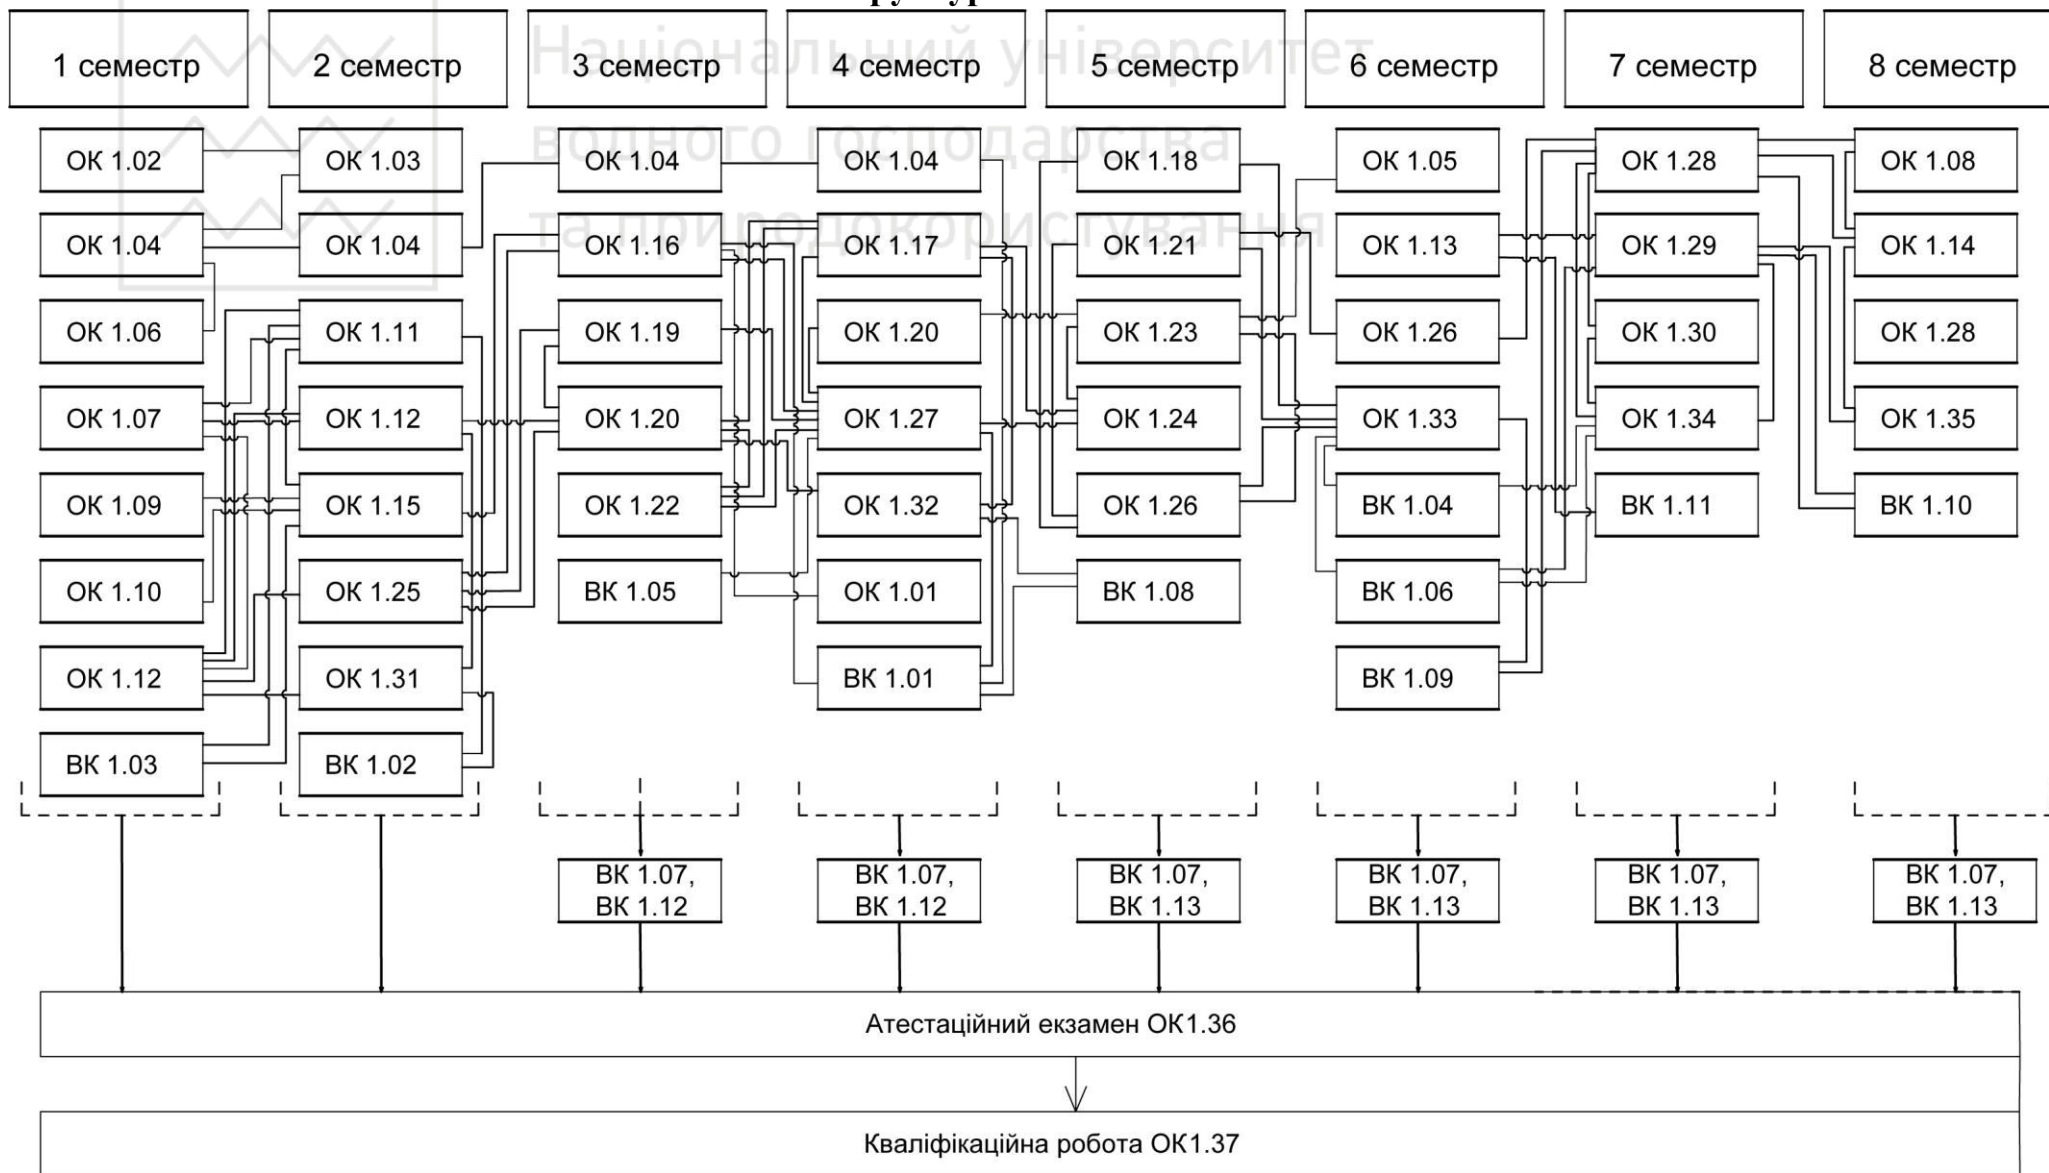 1 семестр 2 семестр 3 семестр 4 семестр 5 семестр 6 семестр 7 семестр 8 семестр
Національний університет
водного господарства
та природокористування
ОК 1.02 ОК 1.03 ОК 1.04 ОК 1.04 ОК 1.18 ОК 1.05 ОК 1.28 ОК 1.08
ОК 1.04 ОК 1.04 ОК 1.16 ОК 1.17 ОК 1.21 ОК 1.13 ОК 1.29 ОК 1.14
ОК 1.06 ОК 1.11 ОК 1.19 ОК 1.20 ОК 1.23 ОК 1.26 ОК 1.30 ОК 1.28
ОК 1.07 ОК 1.12 ОК 1.20 ОК 1.27 ОК 1.24 ОК 1.33 ОК 1.34 ОК 1.35
ОК 1.09 ОК 1.15 ОК 1.22 ОК 1.32 ОК 1.26 ВК 1.04 ВК 1.11 ВК 1.10
ОК 1.10 ОК 1.25 ВК 1.05 ОК 1.01 ВК 1.08 ВК 1.06
ОК 1.12 ОК 1.31 ВК 1.01 ВК 1.09
ВК 1.03 ВК 1.02
ВК 1.07, ВК 1.07, ВК 1.07, ВК 1.07, ВК 1.07, ВК 1.07,
ВК 1.12 ВК 1.12 ВК 1.13 ВК 1.13 ВК 1.13 ВК 1.13
Атестаційний екзамен ОК1.36
Кваліфікаційна робота ОК1.37